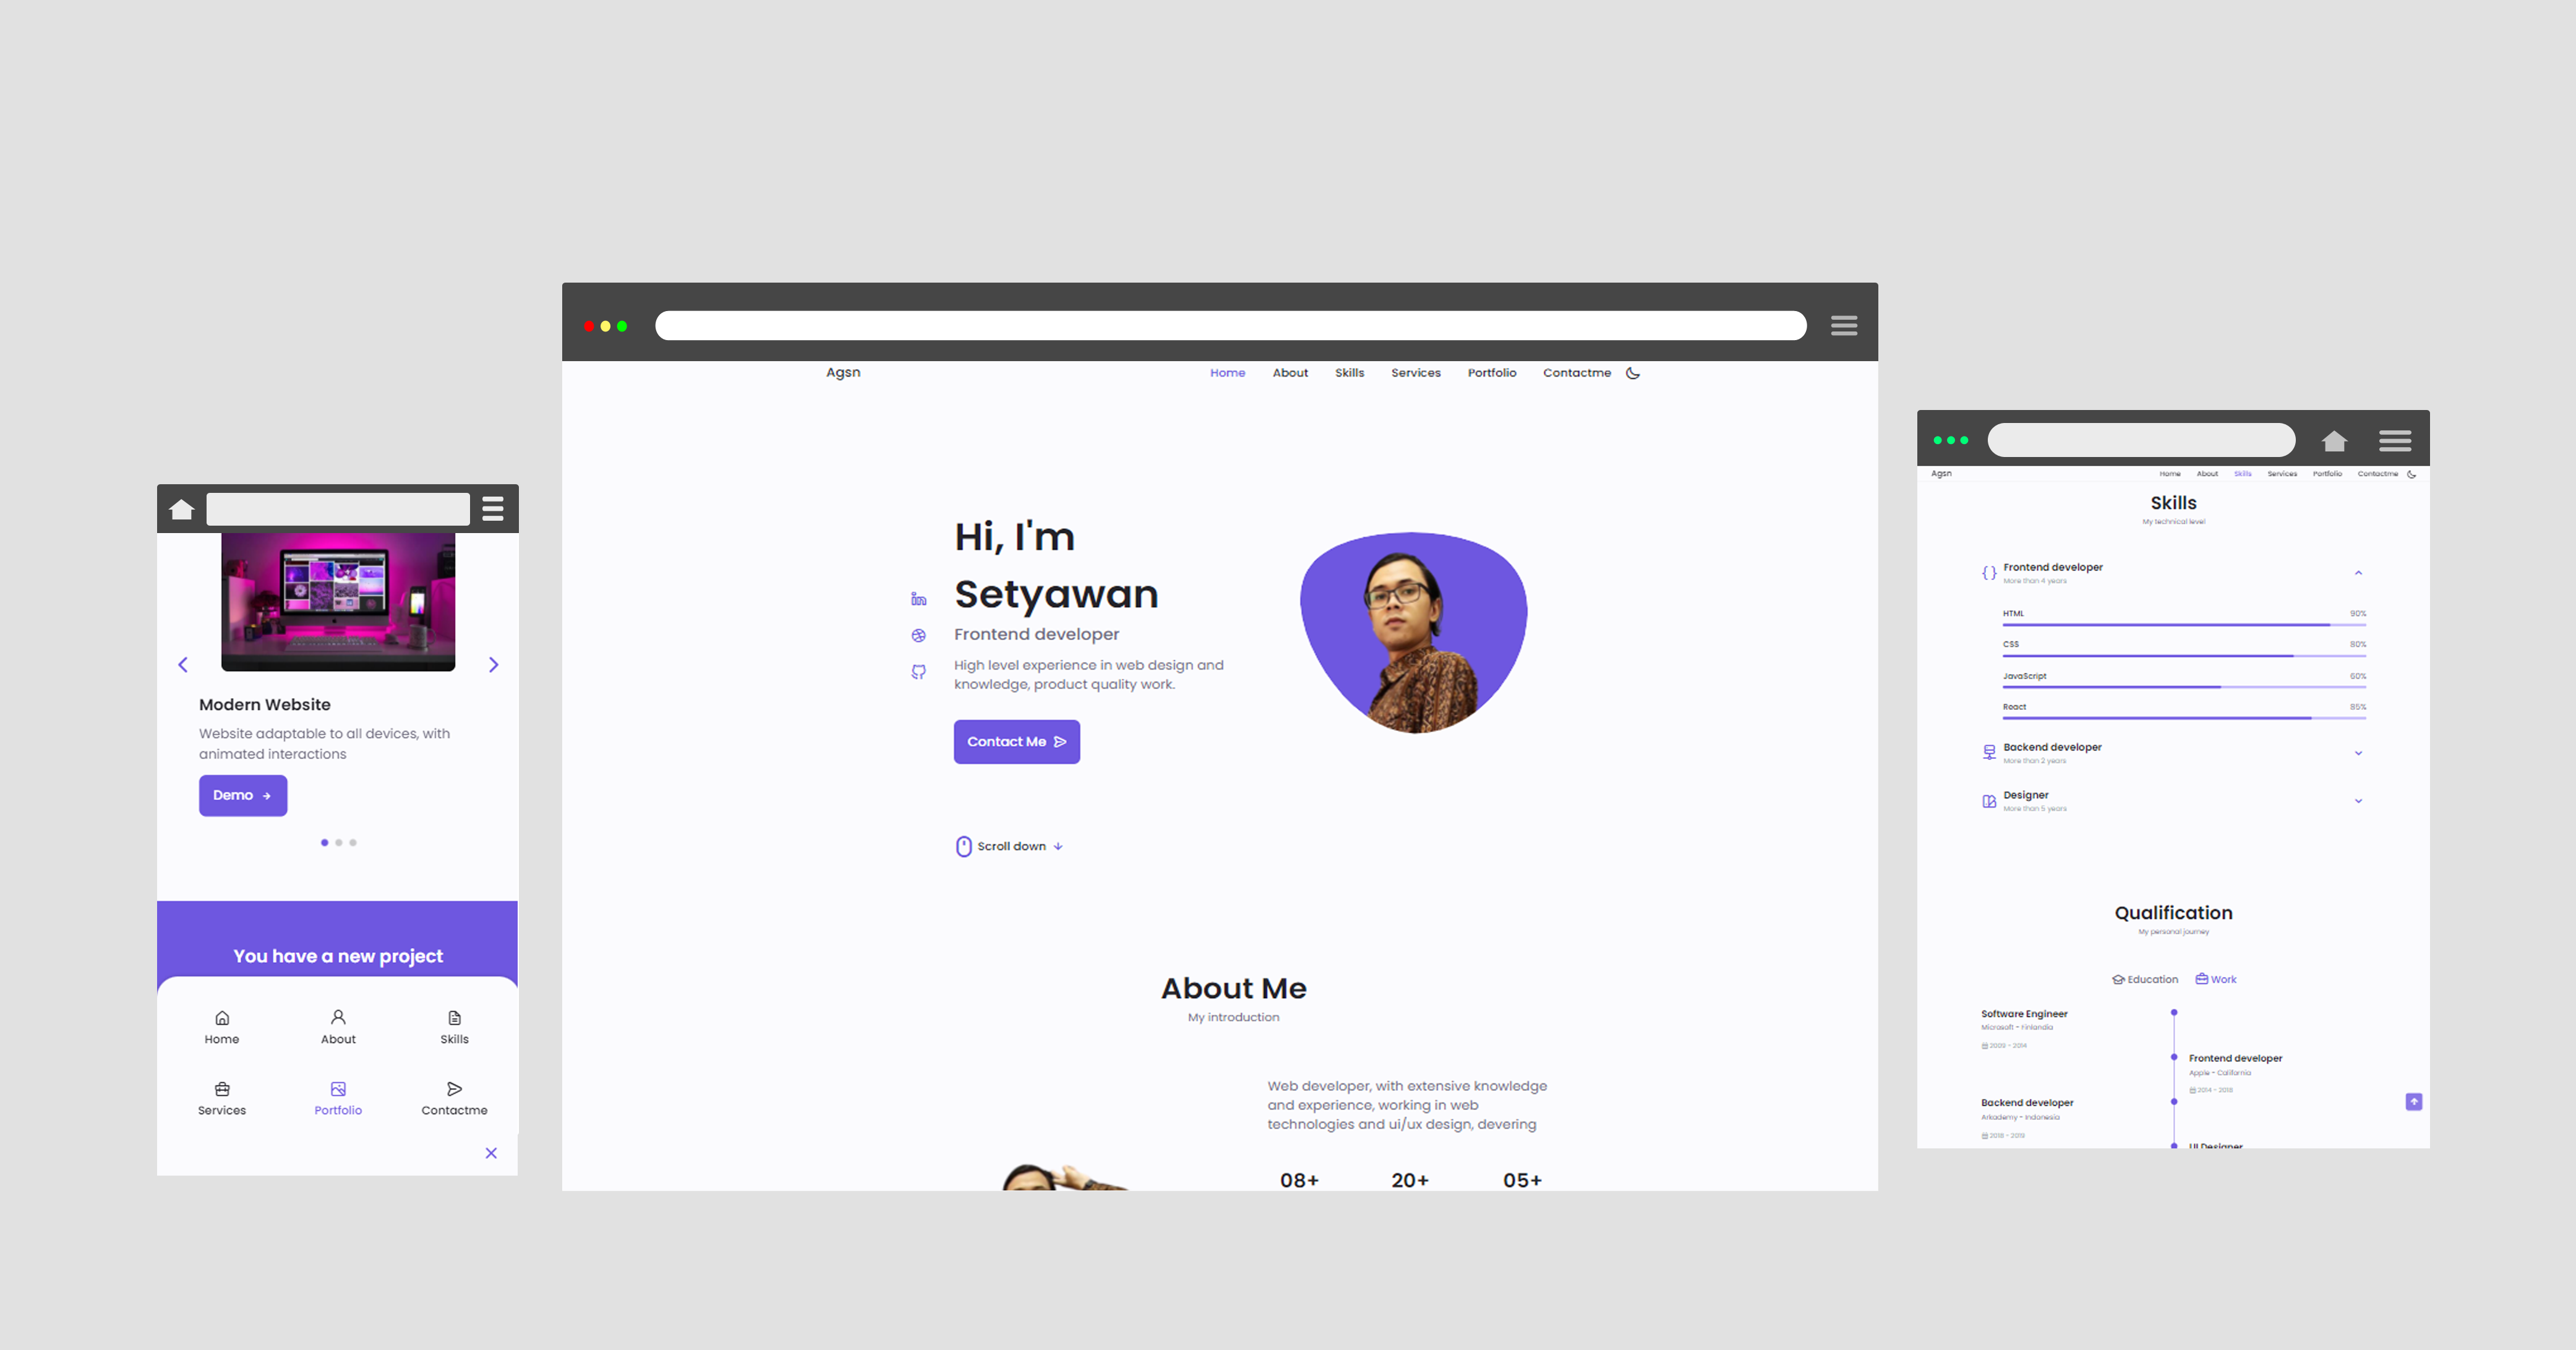 Modern Website
Website adaptable to all devices, with
animated interactions
Demo
You have a new project
Home
About
Skills
Services
Portfolio
Contactme
Agsn
Home About Skills Services Portfolio Contactme
Hi, I'm
Setyawan
Frontend developer
High level experience in web design and
knowledge, product quality work.
Contact Me
Scroll down
About Me
My introduction
Web developer, with extensive knowledge
and experience, working in web
technologies and ui/ux design, devering
08+ 20+ 05+
Agsn
Home About Skills Services Portfolio Contactme
Skills
My technical level
Frontend developer
More than 4 years
HTML 90%
CSS 80%
JavaScript 60%
React 85%
Backend developer
More than 2 years
Designer
More than 5 years
Qualification
My personal journey
Education Work
Software Engineer
Microsoft - Finlandia
2009 - 2014
Frontend developer
Apple - California
2014 - 2018
Backend developer
Arkademy - Indonesia
2018 - 2019
UI Designer